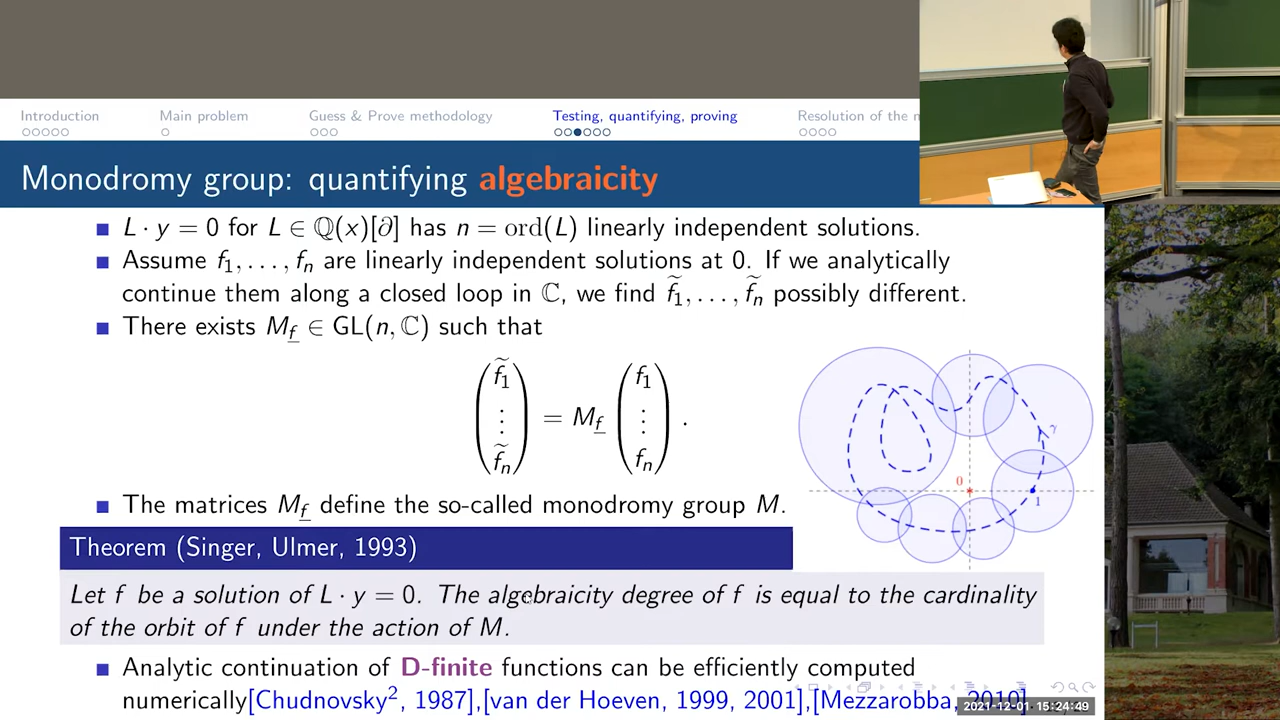 Introduction
Main problem
Guess & Prove methodology
Testing, quantifying, proving
Resolution of the
Monodromy group: quantifying algebraicity
L · y = 0 for L ∈ ℚ(x)[∂] has n = ord(L) linearly independent solutions.
Assume f₁, . . . , fₙ are linearly independent solutions at 0. If we analytically
continue them along a closed loop in ℂ, we find f̃₁, . . . , f̃ₙ possibly different.
There exists M_f ∈ GL(n, ℂ) such that
(f̃₁ ⋮ f̃ₙ) = M_f (f₁ ⋮ fₙ) .
γ
0
1
The matrices M_f define the so-called monodromy group M.
Theorem (Singer, Ulmer, 1993)
Let f be a solution of L · y = 0. The algebraicity degree of f is equal to the cardinality
of the orbit of f under the action of M.
Analytic continuation of D-finite functions can be efficiently computed
numerically[Chudnovsky², 1987],[van der Hoeven, 1999, 2001],[Mezzarobba, 2010].
2021-12-01 15:24:49